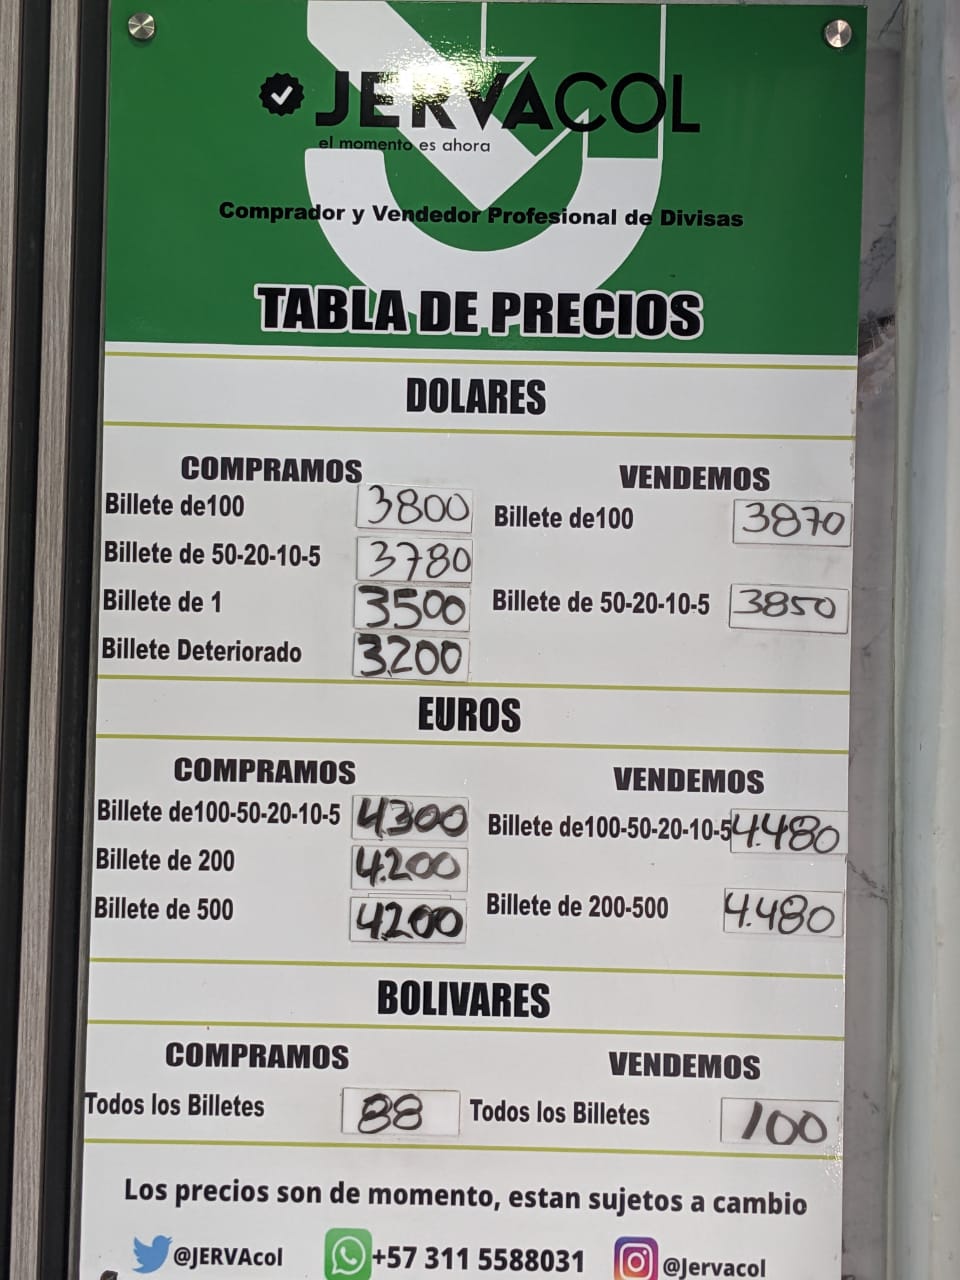 JERVACOL
el momento es ahora
Comprador y Vendedor Profesional de Divisas
TABLA DE PRECIOS
DOLARES
COMPRAMOS
Billete de100 3800
Billete de 50-20-10-5 3780
Billete de 1 3500
Billete Deteriorado 3.200
VENDEMOS
Billete de100 3870
Billete de 50-20-10-5 3850
EUROS
COMPRAMOS
Billete de100-50-20-10-5 4300
Billete de 200 4.200
Billete de 500 4200
VENDEMOS
Billete de100-50-20-10-5 4.480
Billete de 200-500 4.480
BOLIVARES
COMPRAMOS
Todos los Billetes 88
VENDEMOS
Todos los Billetes 100
Los precios son de momento, estan sujetos a cambio
@JERVAcol +57 311 5588031 @Jervacol